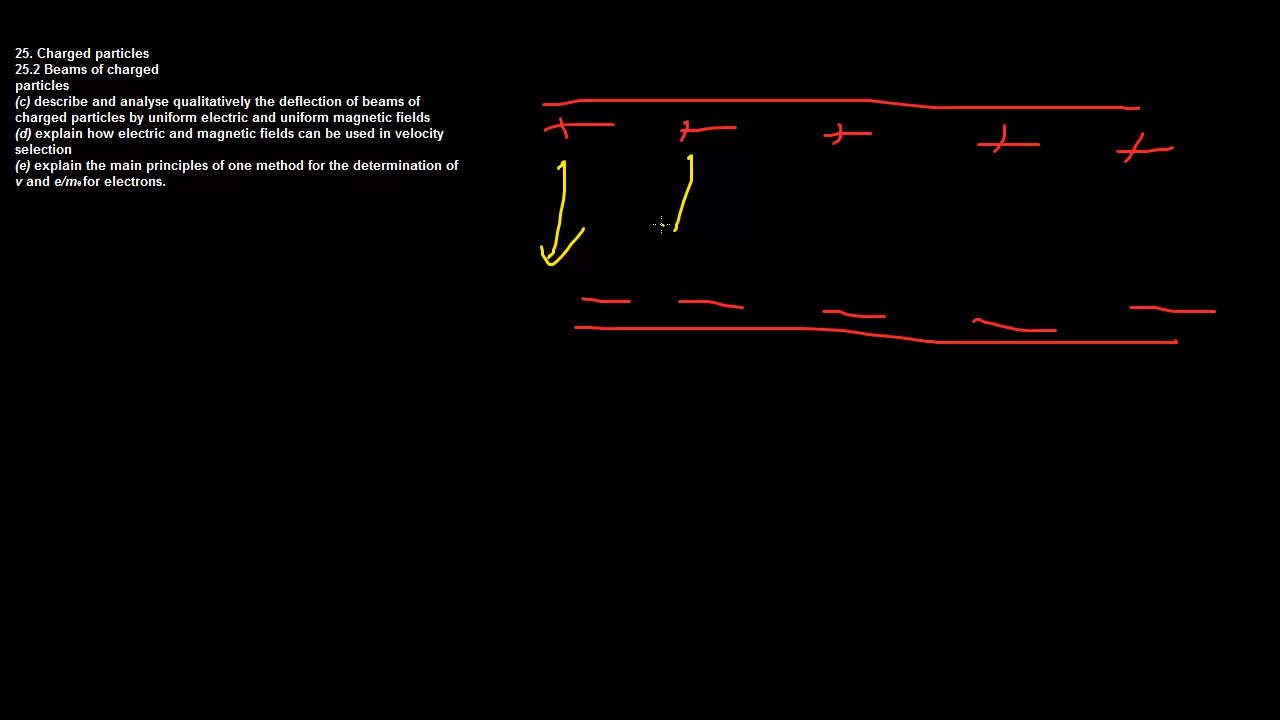 25. Charged particles
25.2 Beams of charged
particles
(c) describe and analyse qualitatively the deflection of beams of
charged particles by uniform electric and uniform magnetic fields
(d) explain how electric and magnetic fields can be used in velocity
selection
(e) explain the main principles of one method for the determination of
v and e/mₑ for electrons.
+ + + + +
− − − − −